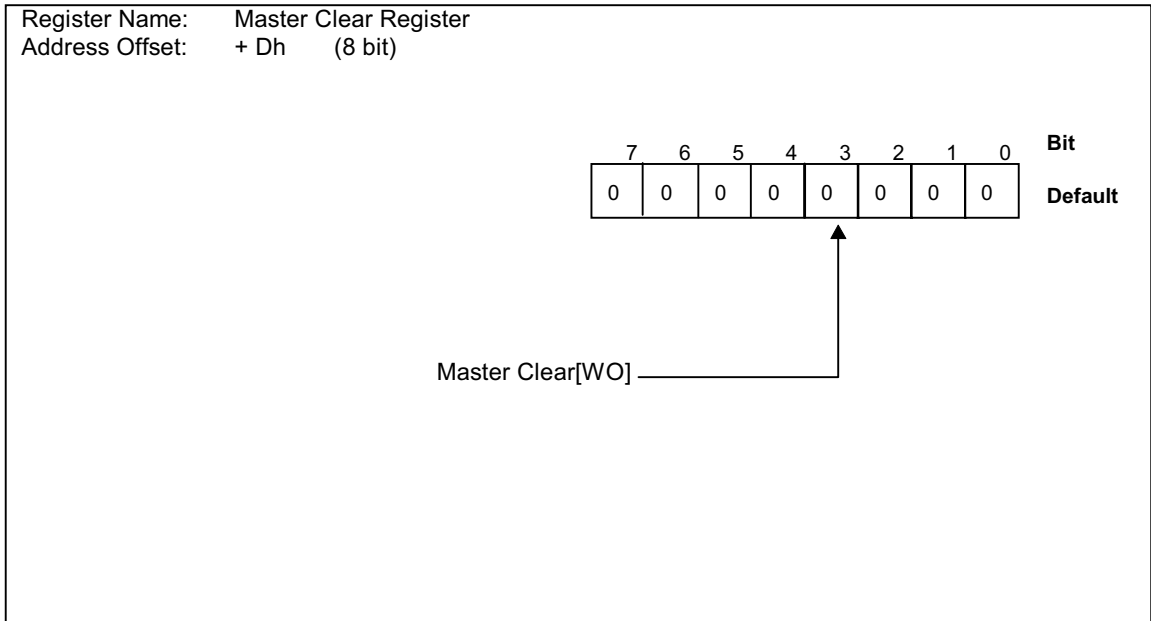 Register Name: Master Clear Register
Address Offset: + Dh (8 bit)
7 6 5 4 3 2 1 0 Bit
0 0 0 0 0 0 0 0 Default
Master Clear[WO]